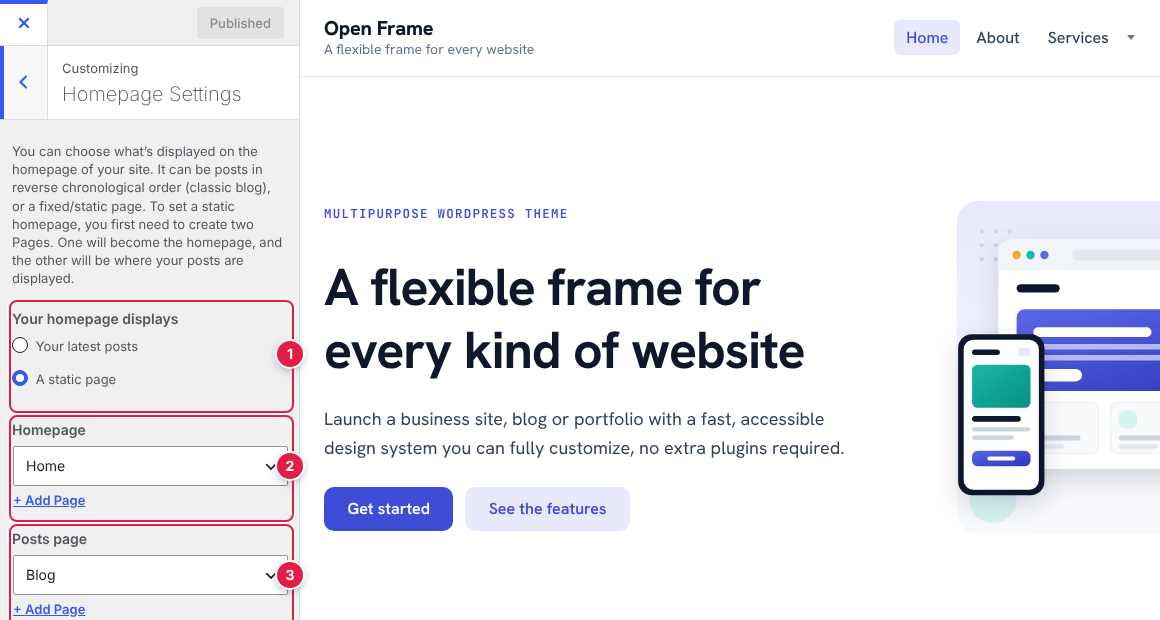 Published
Customizing
Homepage Settings
You can choose what’s displayed on the
homepage of your site. It can be posts in
reverse chronological order (classic blog),
or a fixed/static page. To set a static
homepage, you first need to create two
Pages. One will become the homepage, and
the other will be where your posts are
displayed.
Your homepage displays
Your latest posts
1
A static page
Homepage
Home
2
+ Add Page
Posts page
Blog
3
+ Add Page
Open Frame
A flexible frame for every website
Home About Services
MULTIPURPOSE WORDPRESS THEME
A flexible frame for
every kind of website
Launch a business site, blog or portfolio with a fast, accessible
design system you can fully customize, no extra plugins required.
Get started See the features